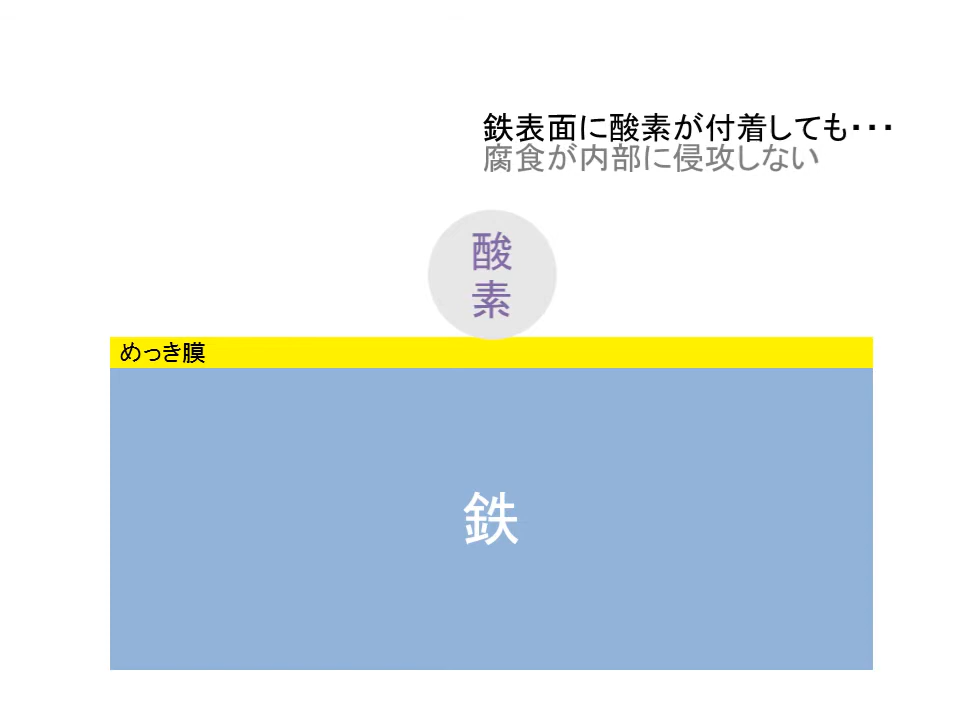 鉄表面に酸素が付着しても・・・
腐食が内部に侵攻しない
酸
素
めっき膜
鉄